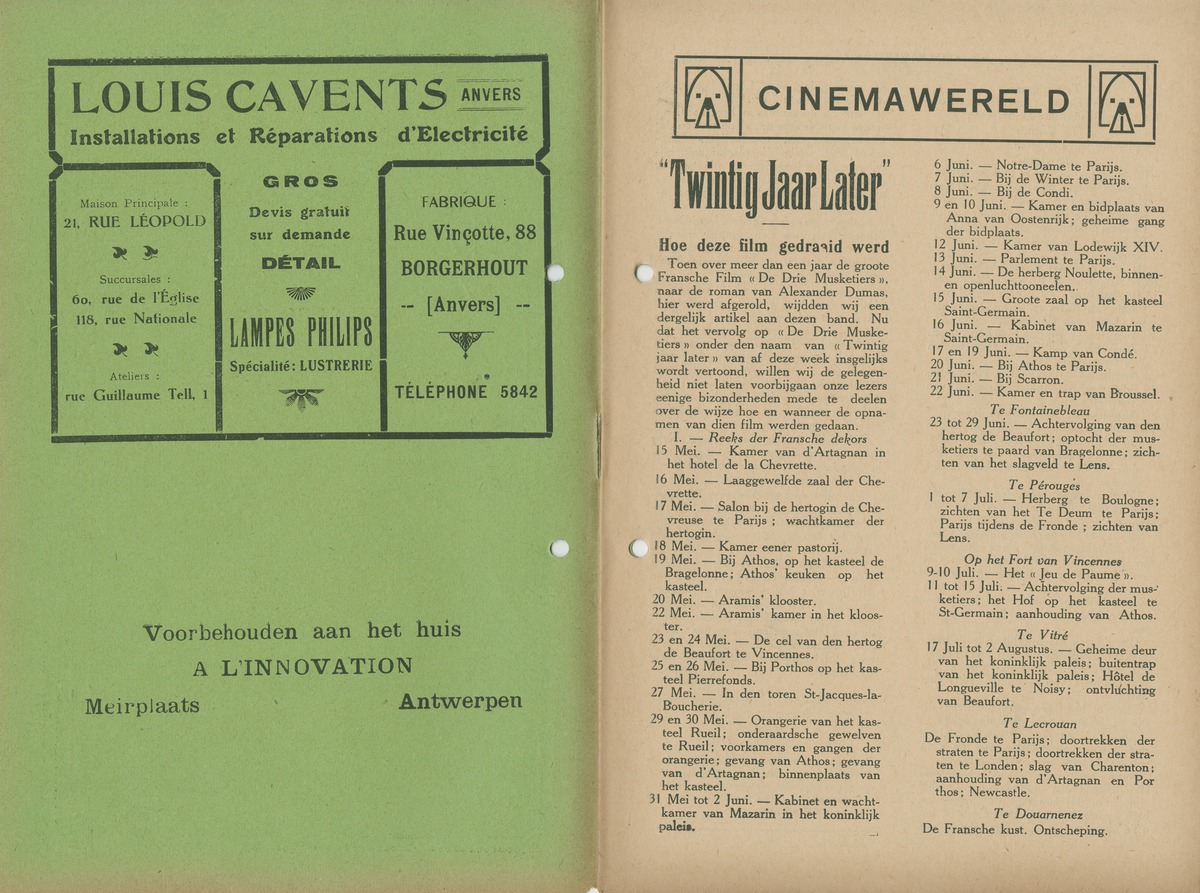 LOUIS CAVENTS ANVERS
Installations et Réparations d'Electricité
Maison Principale :
21, RUE LÉOPOLD
Succursales :
60, rue de l'Église
118, rue Nationale
Ateliers :
rue Guillaume Tell, 1
GROS
Devis gratuit
sur demande
DÉTAIL
LAMPES PHILIPS
Spécialité: LUSTRERIE
FABRIQUE :
Rue Vinçotte, 88
BORGERHOUT
-- [Anvers] --
TÉLÉPHONE 5842
Voorbehouden aan het huis
A L'INNOVATION
Meirplaats Antwerpen
CINEMAWERELD
“Twintig Jaar Later”
Hoe deze film gedraaid werd
Toen over meer dan een jaar de groote
Fransche Film « De Drie Musketiers »,
naar de roman van Alexander Dumas,
hier werd afgerold, wijdden wij een
dergelijk artikel aan dezen band. Nu
dat het vervolg op « De Drie Muske-
tiers » onder den naam van « Twintig
jaar later » van af deze week insgelijks
wordt vertoond, willen wij de gelegen-
heid niet laten voorbijgaan onze lezers
eenige bizonderheden mede te deelen
over de wijze hoe en wanneer de opna-
men van dien film werden gedaan.
I. — Reeks der Fransche dekors
15 Mei. — Kamer van d'Artagnan in
het hotel de la Chevrette.
16 Mei. — Laaggewelfde zaal der Che-
vrette.
17 Mei. — Salon bij de hertogin de Che-
vreuse te Parijs ; wachtkamer der
hertogin.
18 Mei. — Kamer eener pastorij.
19 Mei. — Bij Athos, op het kasteel de
Bragelonne; Athos' keuken op het
kasteel.
20 Mei. — Aramis' klooster.
22 Mei. — Aramis' kamer in het kloos-
ter.
23 en 24 Mei. — De cel van den hertog
de Beaufort te Vincennes.
25 en 26 Mei. — Bij Porthos op het kas-
teel Pierrefonds.
27 Mei. — In den toren St-Jacques-la-
Boucherie.
29 en 30 Mei. — Orangerie van het kas-
teel Rueil; onderaardsche gewelven
te Rueil; voorkamers en gangen der
orangerie; gevang van Athos; gevang
van d'Artagnan; binnenplaats van
het kasteel.
31 Mei tot 2 Juni. — Kabinet en wacht-
kamer van Mazarin in het koninklijk
paleis.
6 Juni. — Notre-Dame te Parijs.
7 Juni. — Bij de Winter te Parijs.
8 Juni. — Bij de Condi.
9 en 10 Juni. — Kamer en bidplaats van
Anna van Oostenrijk; geheime gang
der bidplaats.
12 Juni. — Kamer van Lodewijk XIV.
13 Juni. — Parlement te Parijs.
14 Juni. — De herberg Noulette, binnen-
en openluchttooneelen.
15 Juni. — Groote zaal op het kasteel
Saint-Germain.
16 Juni. — Kabinet van Mazarin te
Saint-Germain.
17 en 19 Juni. — Kamp van Condé.
20 Juni. — Bij Athos te Parijs.
21 Juni. — Bij Scarron.
22 Juni. — Kamer en trap van Broussel.
Te Fontainebleau
23 tot 29 Juni. — Achtervolging van den
hertog de Beaufort; optocht der mus-
ketiers te paard van Bragelonne; zich-
ten van het slagveld te Lens.
Te Pérouges
1 tot 7 Juli. — Herberg te Boulogne;
zichten van het Te Deum te Parijs;
Parijs tijdens de Fronde ; zichten van
Lens.
Op het Fort van Vincennes
9-10 Juli. — Het « Jeu de Paume ».
11 tot 15 Juli. — Achtervolging der mus-
ketiers; het Hof op het kasteel te
St-Germain; aanhouding van Athos.
Te Vitré
17 Juli tot 2 Augustus. — Geheime deur
van het koninklijk paleis; buitentrap
van het koninklijk paleis; Hôtel de
Longueville te Noisy; ontvluchting
van Beaufort.
Te Lecrouan
De Fronde te Parijs; doortrekken der
straten te Parijs; doortrekken der stra-
ten te Londen; slag van Charenton;
aanhouding van d'Artagnan en Por
thos; Newcastle.
Te Douarnenez
De Fransche kust. Ontscheping.